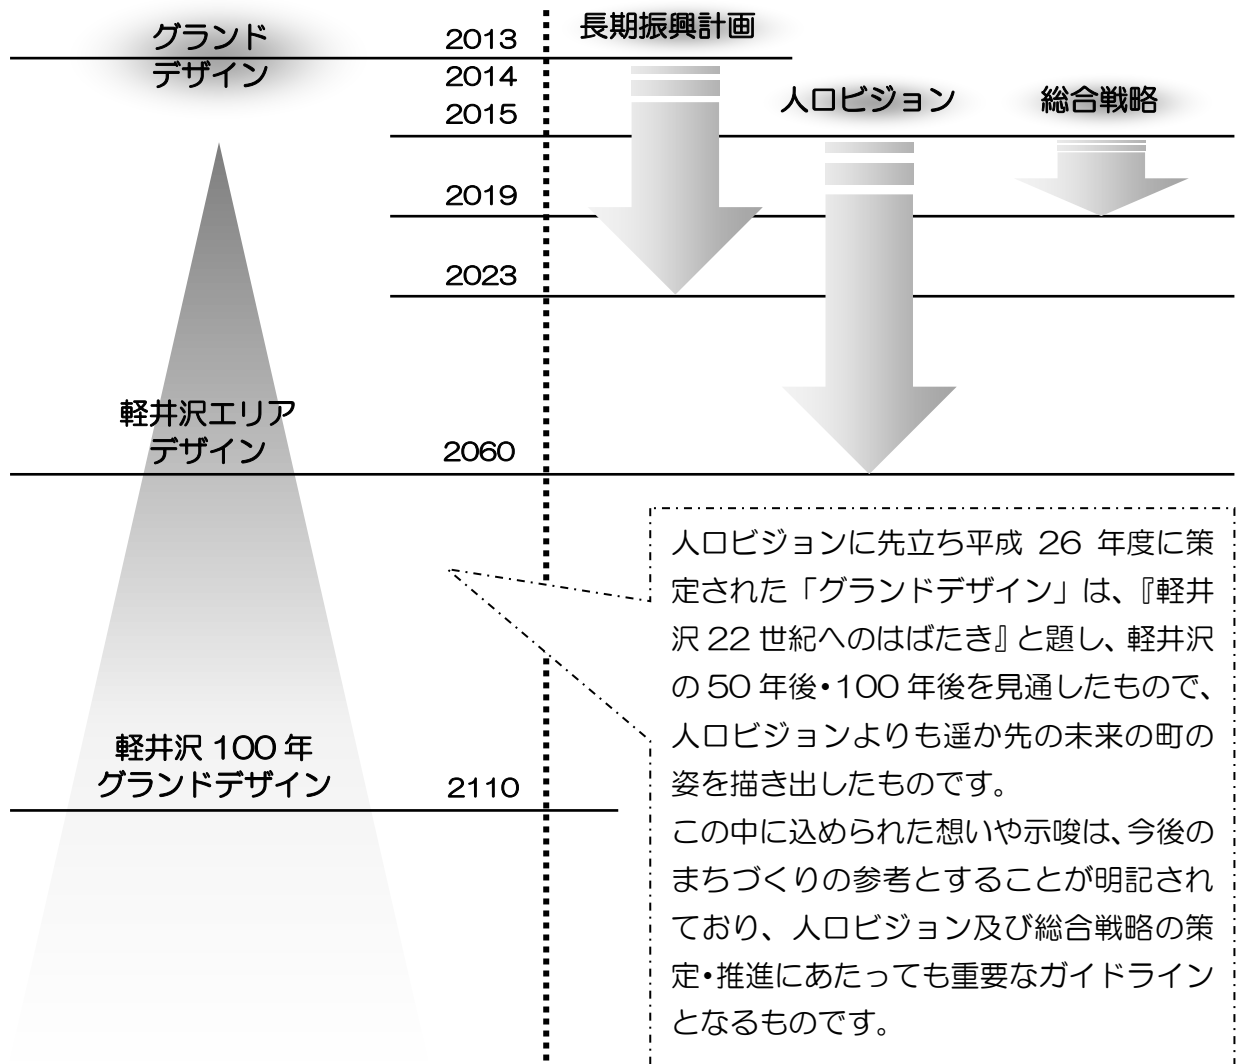 グランド
デザイン
2013
2014
2015
2019
2023
2060
2110
長期振興計画
人口ビジョン
総合戦略
軽井沢エリア
デザイン
軽井沢 100 年
グランドデザイン
人口ビジョンに先立ち平成 26 年度に策
定された「グランドデザイン」は、『軽井
沢 22 世紀へのはばたき』と題し、軽井沢
の 50 年後・100 年後を見通したもので、
人口ビジョンよりも遥か先の未来の町の
姿を描き出したものです。
この中に込められた想いや示唆は、今後の
まちづくりの参考とすることが明記され
ており、人口ビジョン及び総合戦略の策
定・推進にあたっても重要なガイドライン
となるものです。